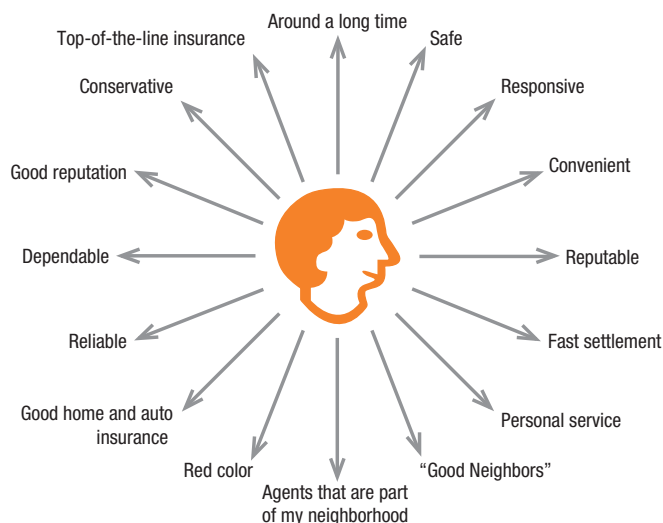 Around a long time
Top-of-the-line insurance
Safe
Conservative
Responsive
Good reputation
Convenient
Dependable
Reputable
Reliable
Fast settlement
Good home and auto
insurance
Personal service
Red color
“Good Neighbors”
Agents that are part
of my neighborhood